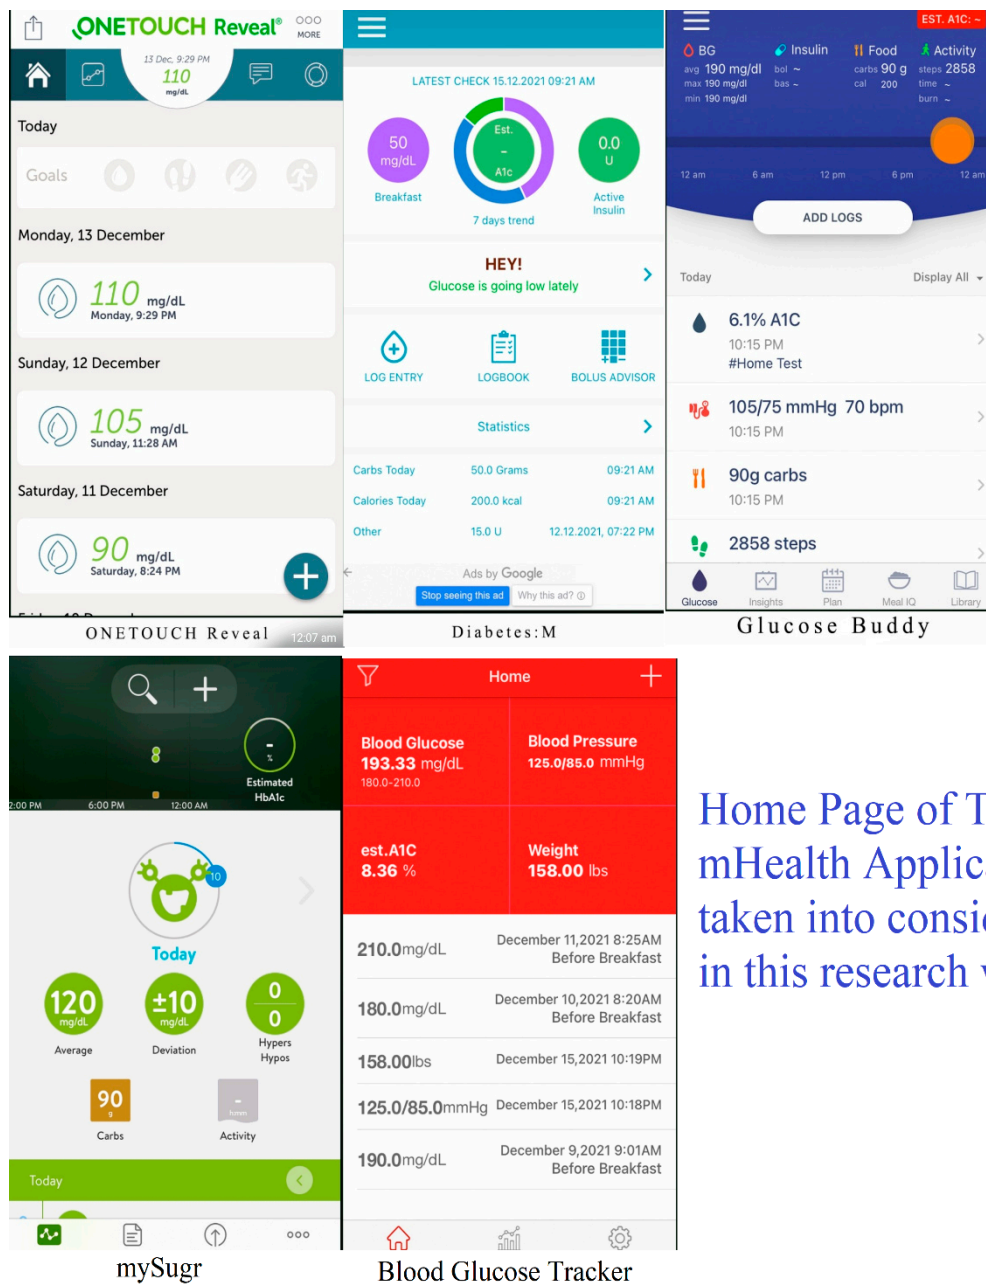 ONETOUCH Reveal®
MORE
13 Dec, 9:29 PM
110
mg/dL
Today
Goals
Monday, 13 December
110 mg/dL
Monday, 9:29 PM
Sunday, 12 December
105 mg/dL
Sunday, 11:28 AM
Saturday, 11 December
90 mg/dL
Saturday, 8:24 PM
+
ONETOUCH Reveal
12:07 am
LATEST CHECK 15.12.2021 09:21 AM
50
mg/dL
Breakfast
Est.
-
A1c
7 days trend
0.0
U
Active
Insulin
HEY!
Glucose is going low lately
LOG ENTRY
LOGBOOK
BOLUS ADVISOR
Statistics
Carbs Today 50.0 Grams 09:21 AM
Calories Today 200.0 kcal 09:21 AM
Other 15.0 U 12.12.2021, 07:22 PM
Ads by Google
Stop seeing this ad
Why this ad?
Diabetes:M
EST. A1C: ~
BG Insulin Food Activity
avg 190 mg/dl bol ~ carbs 90 g steps 2858
max 190 mg/dl bas ~ cal 200 time ~
min 190 mg/dl burn ~
12 am 6 am 12 pm 6 pm 12 am
ADD LOGS
Today Display All
6.1% A1C
10:15 PM
#Home Test
105/75 mmHg 70 bpm
10:15 PM
90g carbs
10:15 PM
2858 steps
Glucose Insights Plan Meal IQ Library
Glucose Buddy
-
%
Estimated
HbA1c
2:00 PM 6:00 PM 12:00 AM
10
Today
120
mg/dL
Average
±10
mg/dL
Deviation
0
0
Hypers
Hypos
90
g
Carbs
-
Activity
Today
mySugr
Home
Blood Glucose
193.33 mg/dL
180.0-210.0
Blood Pressure
125.0/85.0 mmHg
est.A1C
8.36 %
Weight
158.00 lbs
210.0mg/dL December 11,2021 8:25AM
Before Breakfast
180.0mg/dL December 10,2021 8:20AM
Before Breakfast
158.00lbs December 15,2021 10:19PM
125.0/85.0mmHg December 15,2021 10:18PM
190.0mg/dL December 9,2021 9:01AM
Before Breakfast
Blood Glucose Tracker
Home Page of T
mHealth Applic
taken into consi
in this research